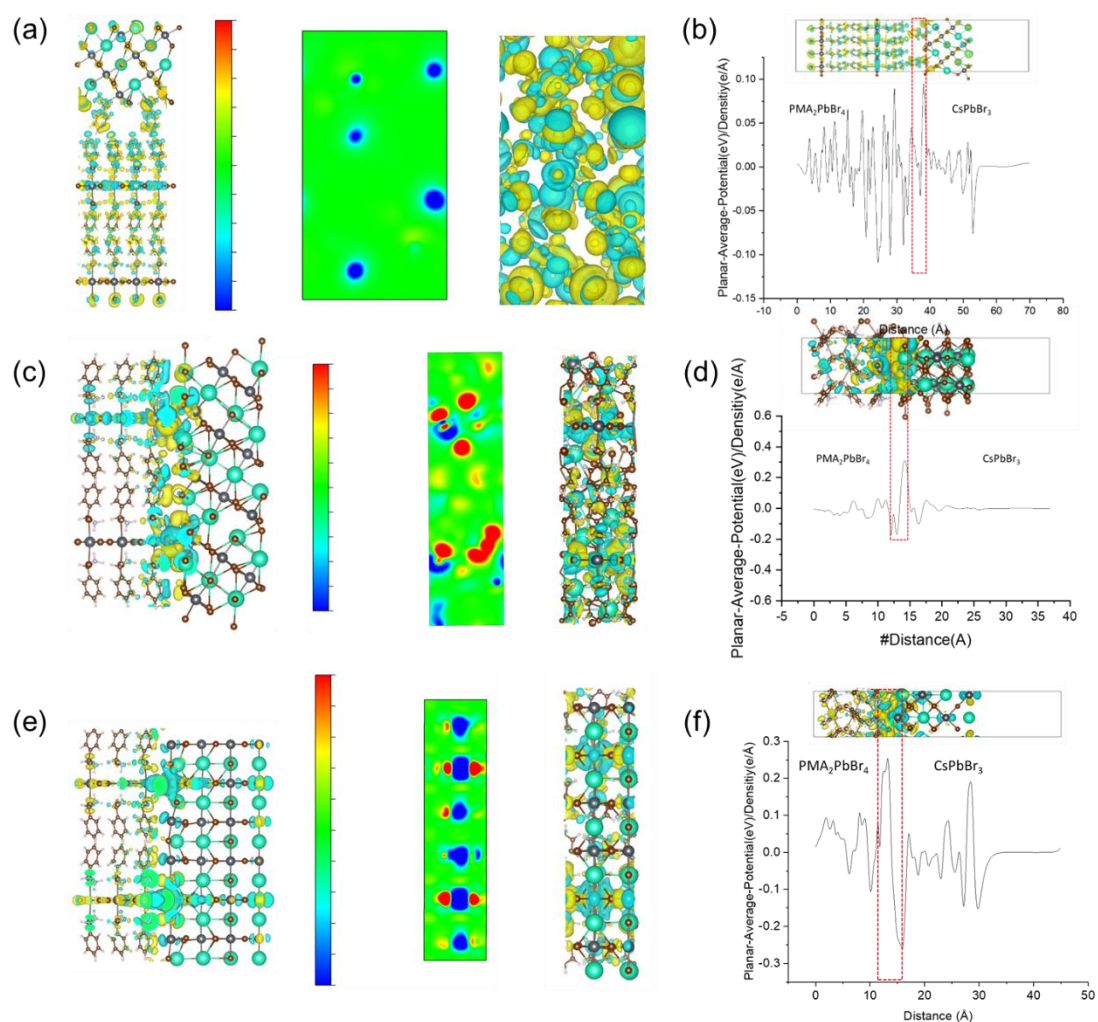 (a)
(b)
Planar-Average-Potential(eV)/Densitiy(e/Å)
0.10
0.05
0.00
-0.05
-0.10
-0.15
PMA₂PbBr₄
CsPbBr₃
-10 0 10 20 30 40 50 60 70 80
Distance (Å)
(c)
(d)
Planar-Average-Potential(eV)/Density(e/Å)
0.6
0.4
0.2
0.0
-0.2
-0.4
-0.6
PMA₂PbBr₄
CsPbBr₃
-5 0 5 10 15 20 25 30 35 40
#Distance(A)
(e)
(f)
Planar-Average-Potential(eV)/Density(e/Å)
0.3
0.2
0.1
0.0
-0.1
-0.2
-0.3
PMA₂PbBr₄
CsPbBr₃
0 10 20 30 40 50
Distance (Å)